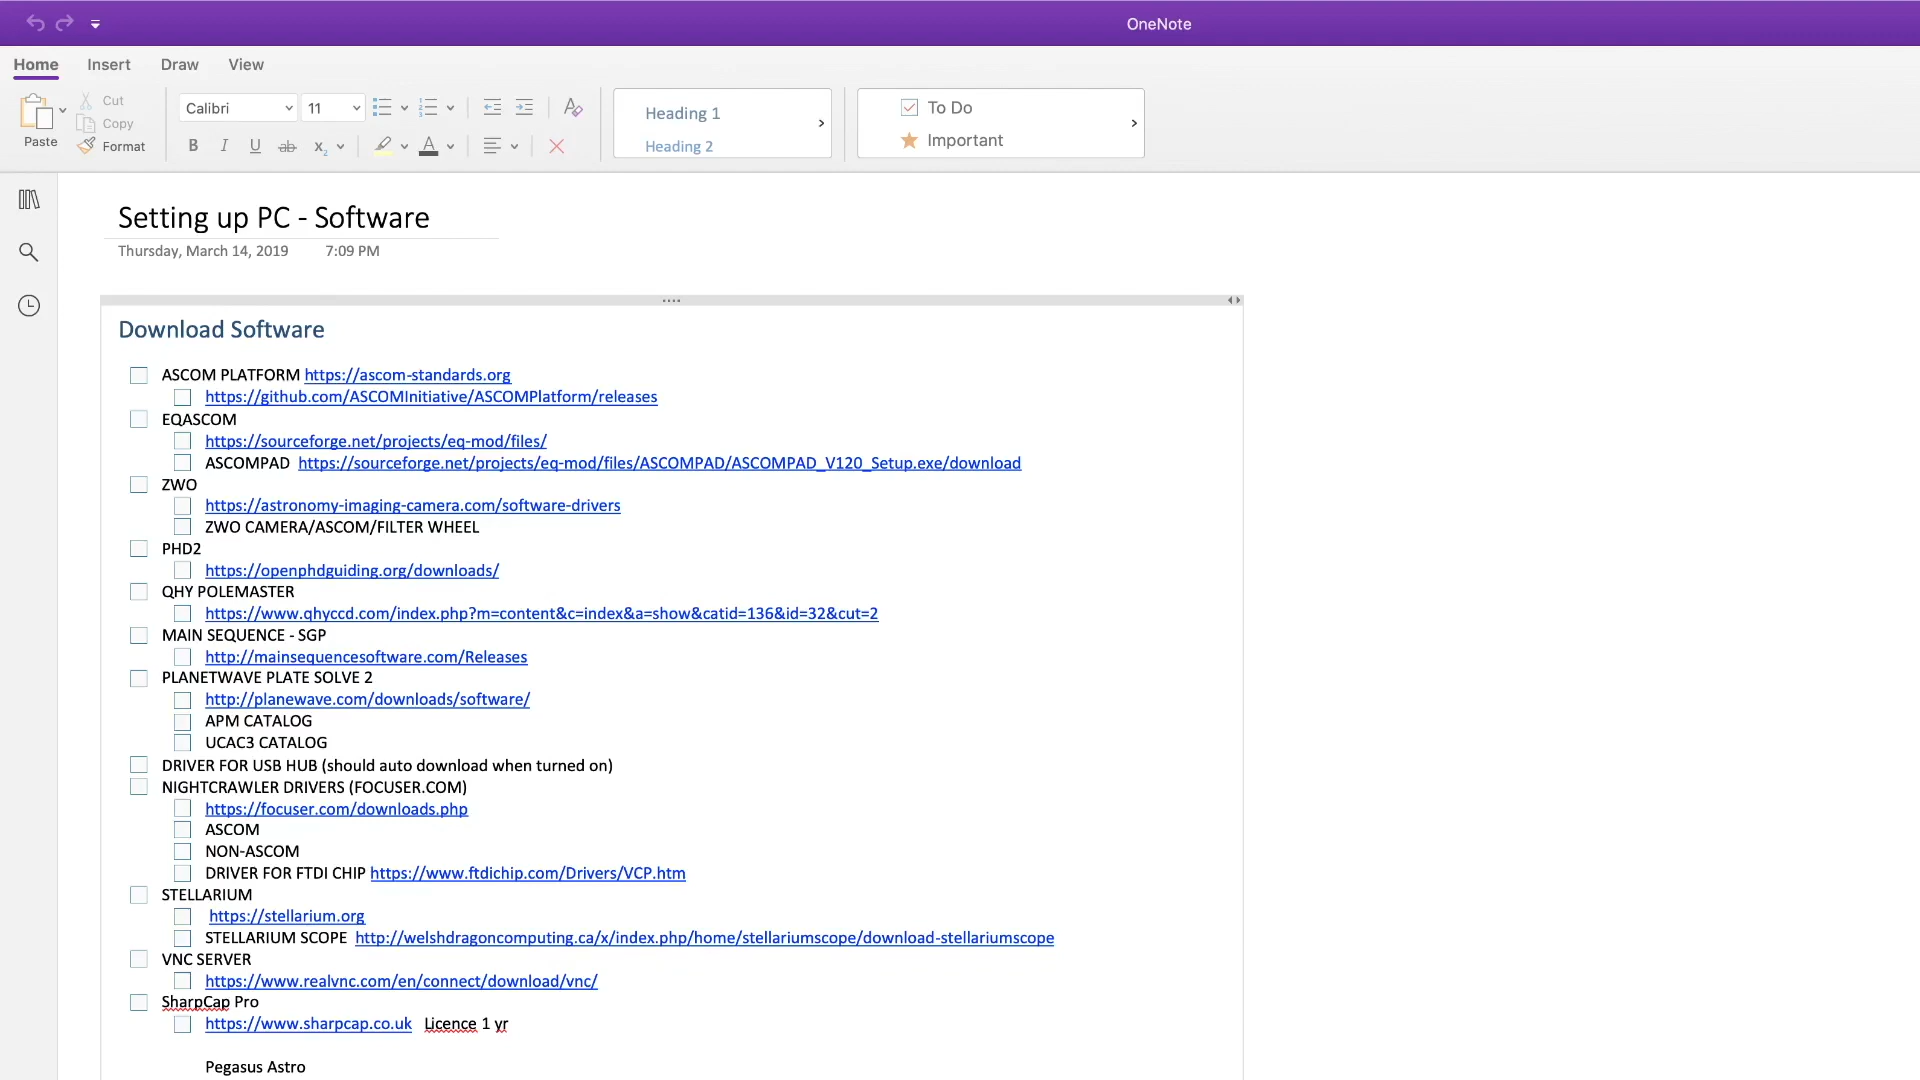 OneNote
Home Insert Draw View
Paste
Cut
Copy
Format
Calibri 11
B I U ab x₂ A
Heading 1
Heading 2
To Do
Important
Setting up PC - Software
Thursday, March 14, 2019 7:09 PM
Download Software
ASCOM PLATFORM https://ascom-standards.org
https://github.com/ASCOMInitiative/ASCOMPlatform/releases
EQASCOM
https://sourceforge.net/projects/eq-mod/files/
ASCOMPAD https://sourceforge.net/projects/eq-mod/files/ASCOMPAD/ASCOMPAD_V120_Setup.exe/download
ZWO
https://astronomy-imaging-camera.com/software-drivers
ZWO CAMERA/ASCOM/FILTER WHEEL
PHD2
https://openphdguiding.org/downloads/
QHY POLEMASTER
https://www.qhyccd.com/index.php?m=content&c=index&a=show&catid=136&id=32&cut=2
MAIN SEQUENCE - SGP
http://mainsequencesoftware.com/Releases
PLANETWAVE PLATE SOLVE 2
http://planewave.com/downloads/software/
APM CATALOG
UCAC3 CATALOG
DRIVER FOR USB HUB (should auto download when turned on)
NIGHTCRAWLER DRIVERS (FOCUSER.COM)
https://focuser.com/downloads.php
ASCOM
NON-ASCOM
DRIVER FOR FTDI CHIP https://www.ftdichip.com/Drivers/VCP.htm
STELLARIUM
https://stellarium.org
STELLARIUM SCOPE http://welshdragoncomputing.ca/x/index.php/home/stellariumscope/download-stellariumscope
VNC SERVER
https://www.realvnc.com/en/connect/download/vnc/
SharpCap Pro
https://www.sharpcap.co.uk Licence 1 yr
Pegasus Astro